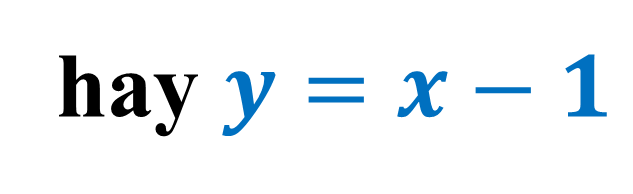 hay y = x − 1